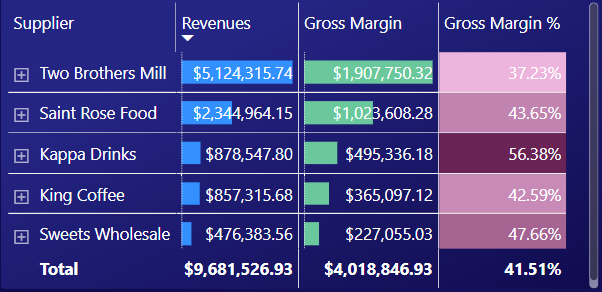 Supplier Revenues Gross Margin Gross Margin %
Two Brothers Mill $5,124,315.74 $1,907,750.32 37.23%
Saint Rose Food $2,344,964.15 $1,023,608.28 43.65%
Kappa Drinks $878,547.80 $495,336.18 56.38%
King Coffee $857,315.68 $365,097.12 42.59%
Sweets Wholesale $476,383.56 $227,055.03 47.66%
Total $9,681,526.93 $4,018,846.93 41.51%